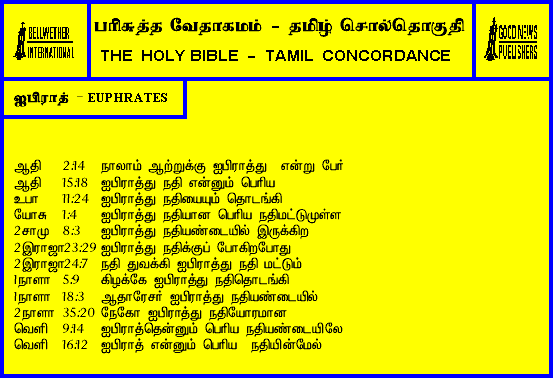 BELLWETHER
INTERNATIONAL
பரிசுத்த வேதாகமம் - தமிழ் சொல்தொகுதி
THE HOLY BIBLE - TAMIL CONCORDANCE
GOOD NEWS
PUBLISHERS
ஐபிராத் - EUPHRATES
ஆதி 2:14 நாலாம் ஆற்றுக்கு ஐபிராத்து என்று பேர்
ஆதி 15:18 ஐபிராத்து நதி என்னும் பெரிய
உபா 11:24 ஐபிராத்து நதியையும் தொடங்கி
யோசு 1:4 ஐபிராத்து நதியான பெரிய நதிமட்டுமுள்ள
2சாமு 8:3 ஐபிராத்து நதியண்டையில் இருக்கிற
2இராஜா23:29 ஐபிராத்து நதிக்குப் போகிறபோது
2இராஜா24:7 நதி துவக்கி ஐபிராத்து நதி மட்டும்
1நாளா 5:9 கிழக்கே ஐபிராத்து நதிதொடங்கி
1நாளா 18:3 ஆதாரேசர் ஐபிராத்து நதியண்டையில்
2நாளா 35:20 நேகோ ஐபிராத்து நதியோரமான
வெளி 9:14 ஐபிராத்தென்னும் பெரிய நதியண்டையிலே
வெளி 16:12 ஐபிராத் என்னும் பெரிய நதியின்மேல்